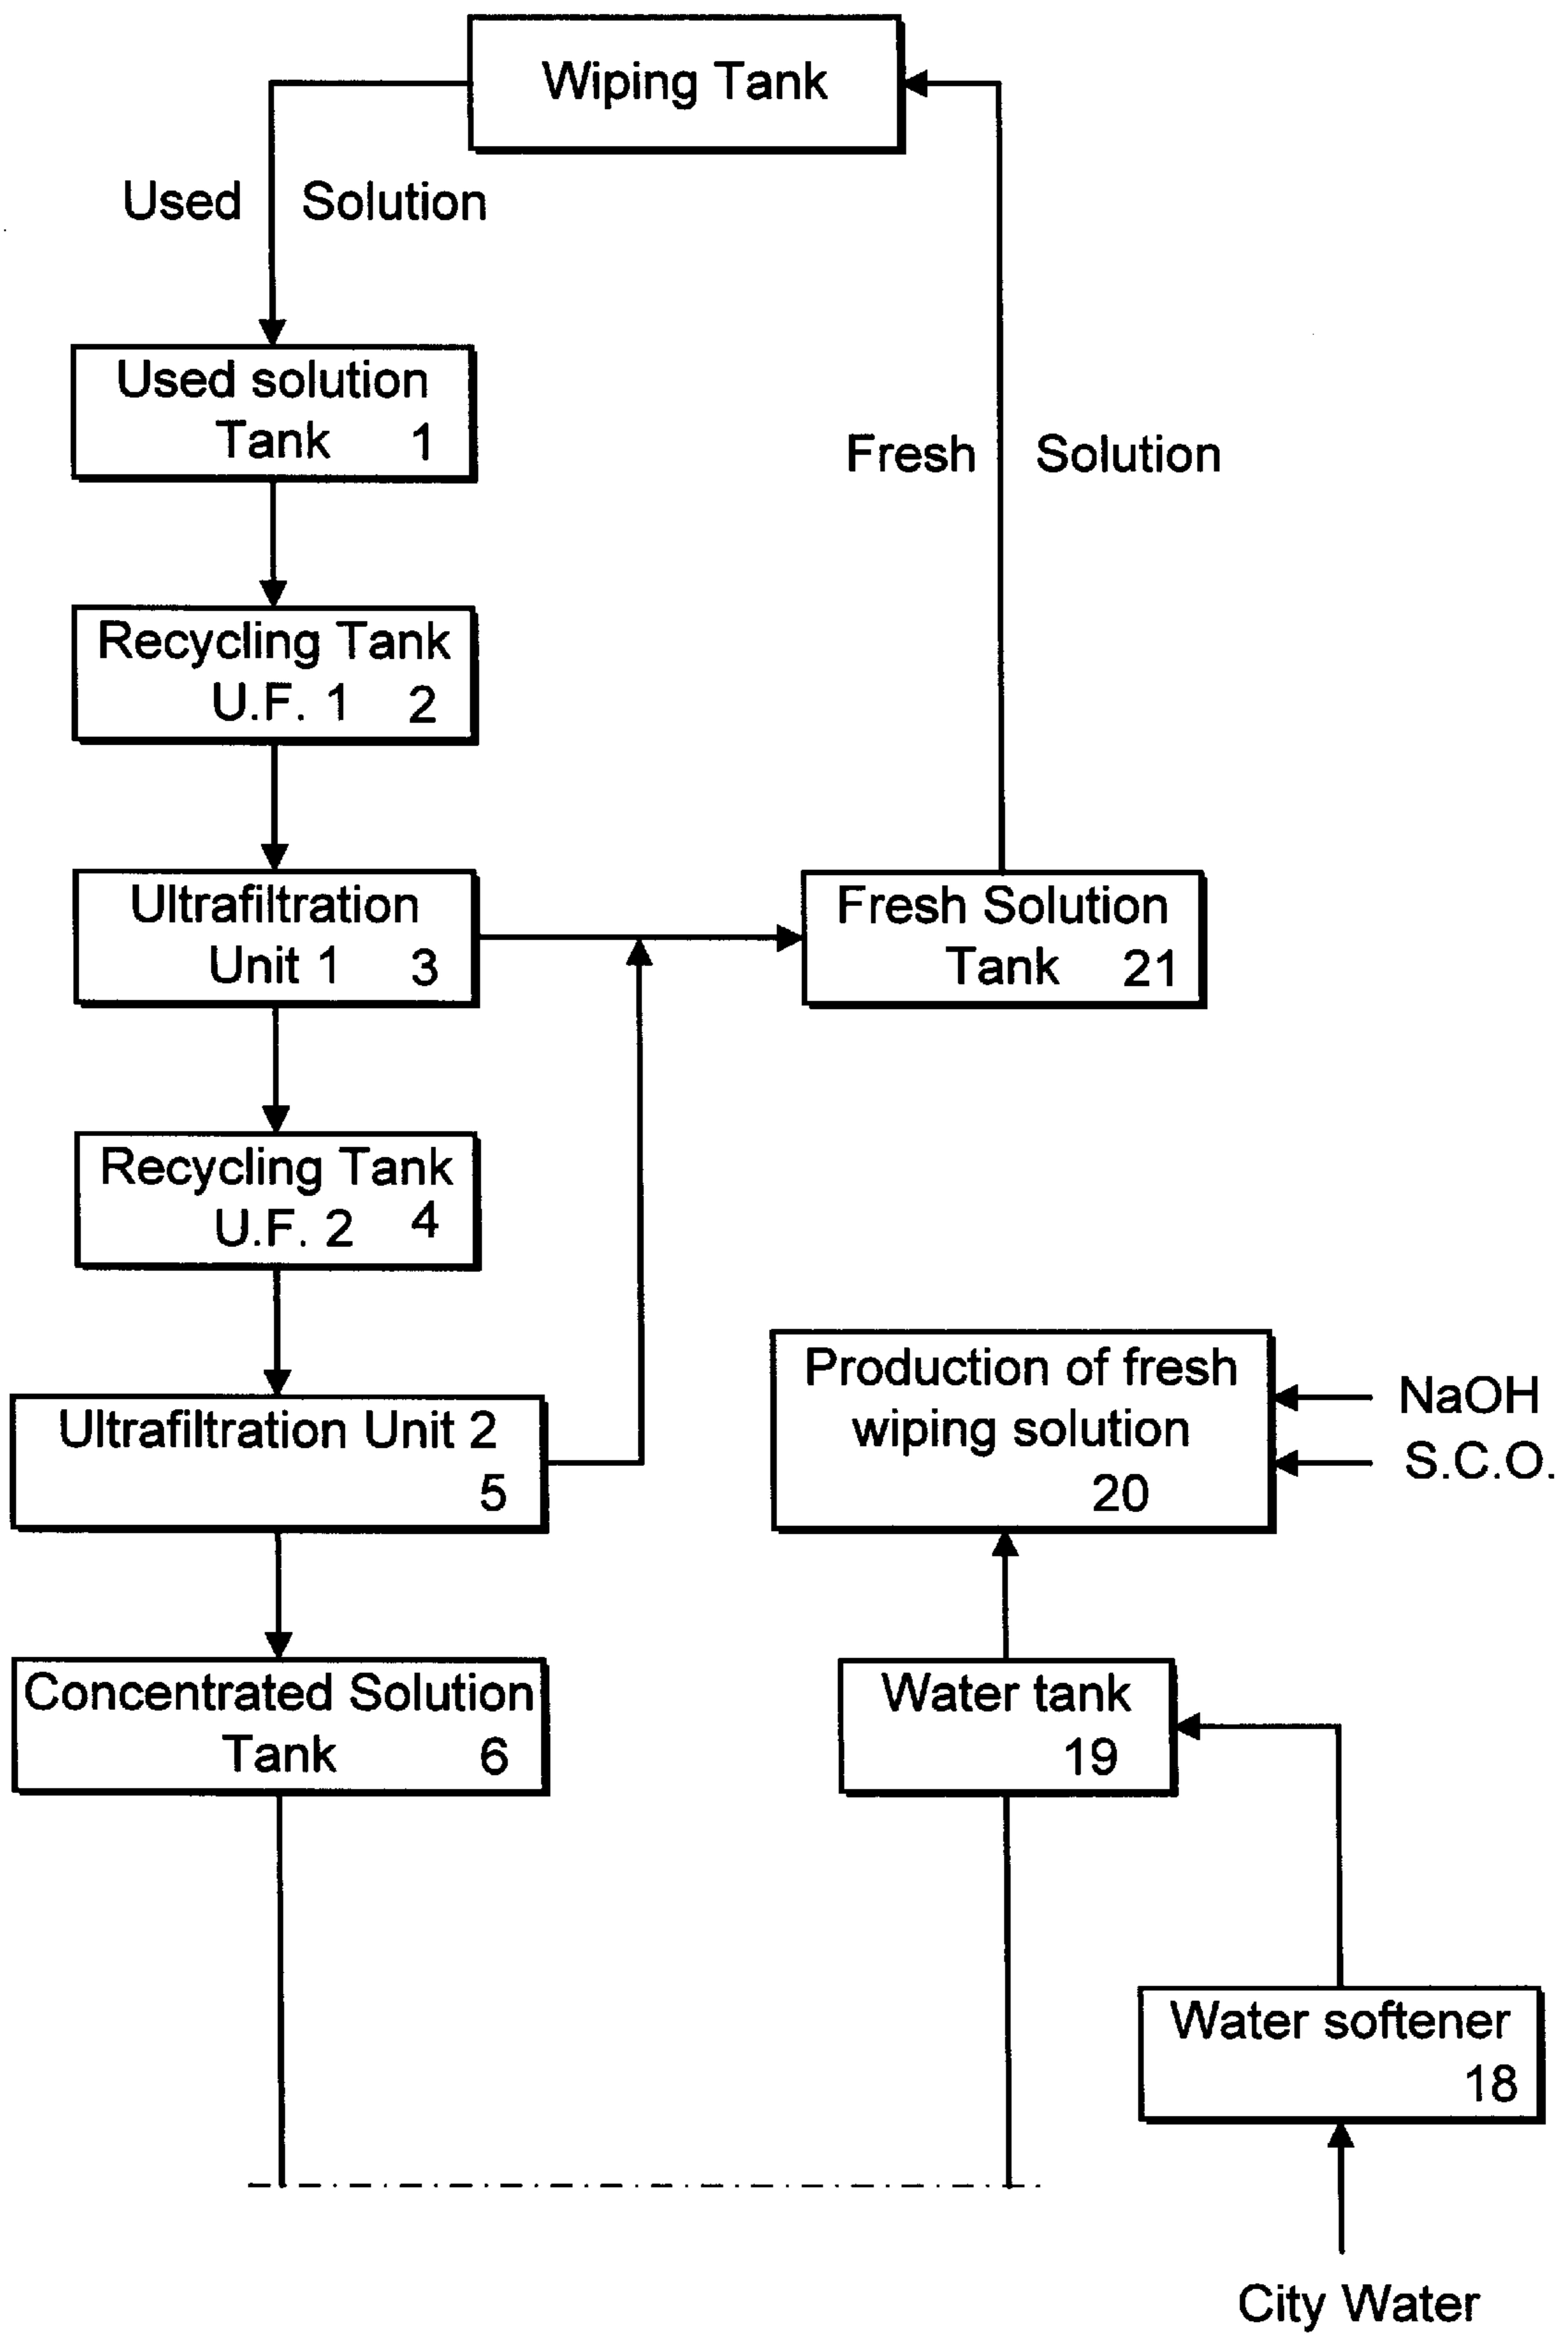 Wiping Tank
Used Solution
Used solution
Tank 1
Fresh Solution
Recycling Tank
U.F. 1 2
Ultrafiltration
Unit 1 3
Fresh Solution
Tank 21
Recycling Tank
U.F. 2 4
Production of fresh
wiping solution
20
NaOH
S.C.O.
Ultrafiltration Unit 2
5
Concentrated Solution
Tank 6
Water tank
19
Water softener
18
City Water